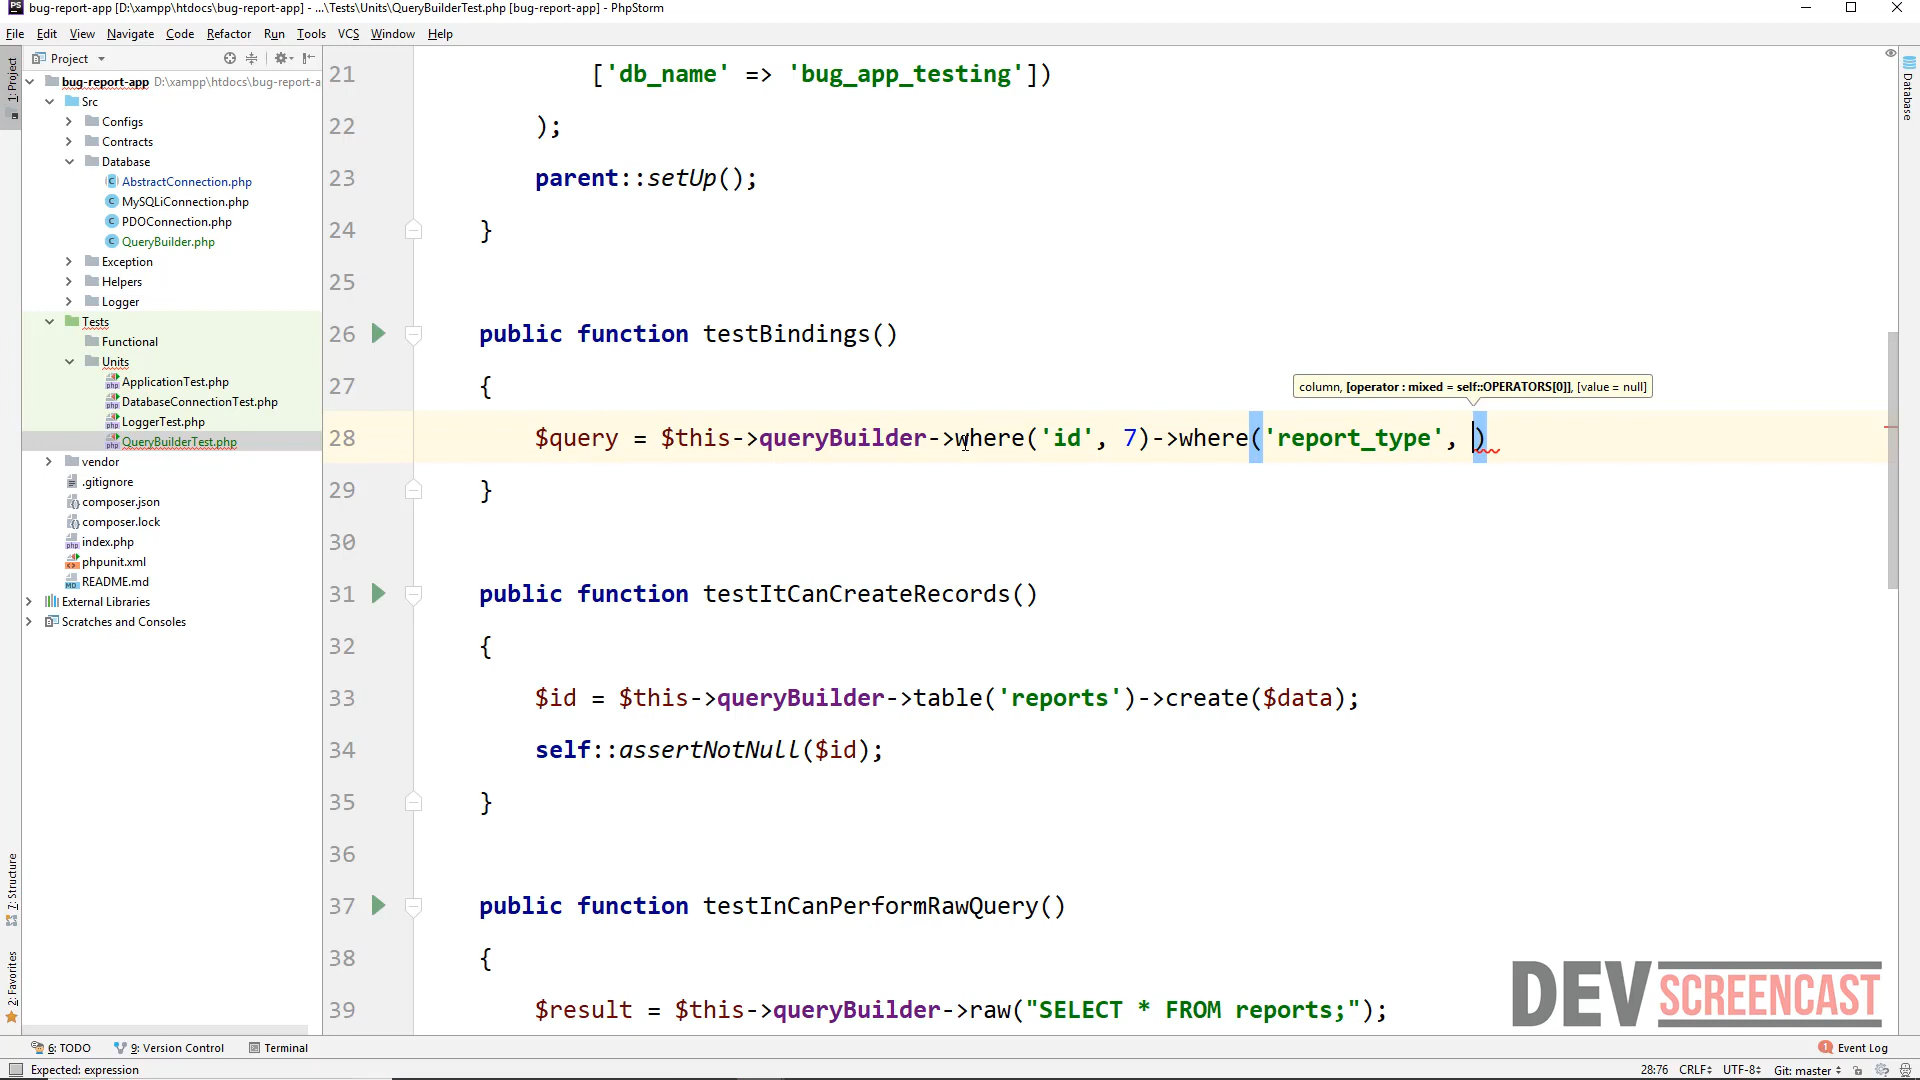 bug-report-app [D:\xampp\htdocs\bug-report-app] - ...\Tests\Units\QueryBuilderTest.php [bug-report-app] - PhpStorm
File Edit View Navigate Code Refactor Run Tools VCS Window Help
1: Project
Project
bug-report-app D:\xampp\htdocs\bug-report-a
Src
Configs
Contracts
Database
AbstractConnection.php
MySQLiConnection.php
PDOConnection.php
QueryBuilder.php
Exception
Helpers
Logger
Tests
Functional
Units
ApplicationTest.php
DatabaseConnectionTest.php
LoggerTest.php
QueryBuilderTest.php
vendor
.gitignore
composer.json
composer.lock
index.php
phpunit.xml
README.md
External Libraries
Scratches and Consoles
7: Structure
2: Favorites
21 ['db_name' => 'bug_app_testing'])
22 );
23 parent::setUp();
24 }
25
26 public function testBindings()
27 {
column, [operator : mixed = self::OPERATORS[0]], [value = null]
28 $query = $this->queryBuilder->where('id', 7)->where('report_type', )
29 }
30
31 public function testItCanCreateRecords()
32 {
33 $id = $this->queryBuilder->table('reports')->create($data);
34 self::assertNotNull($id);
35 }
36
37 public function testInCanPerformRawQuery()
38 {
39 $result = $this->queryBuilder->raw("SELECT * FROM reports;");
Database
DEVSCREENCAST
6: TODO 9: Version Control Terminal 1 Event Log
Expected: expression 28:76 CRLF UTF-8 Git: master